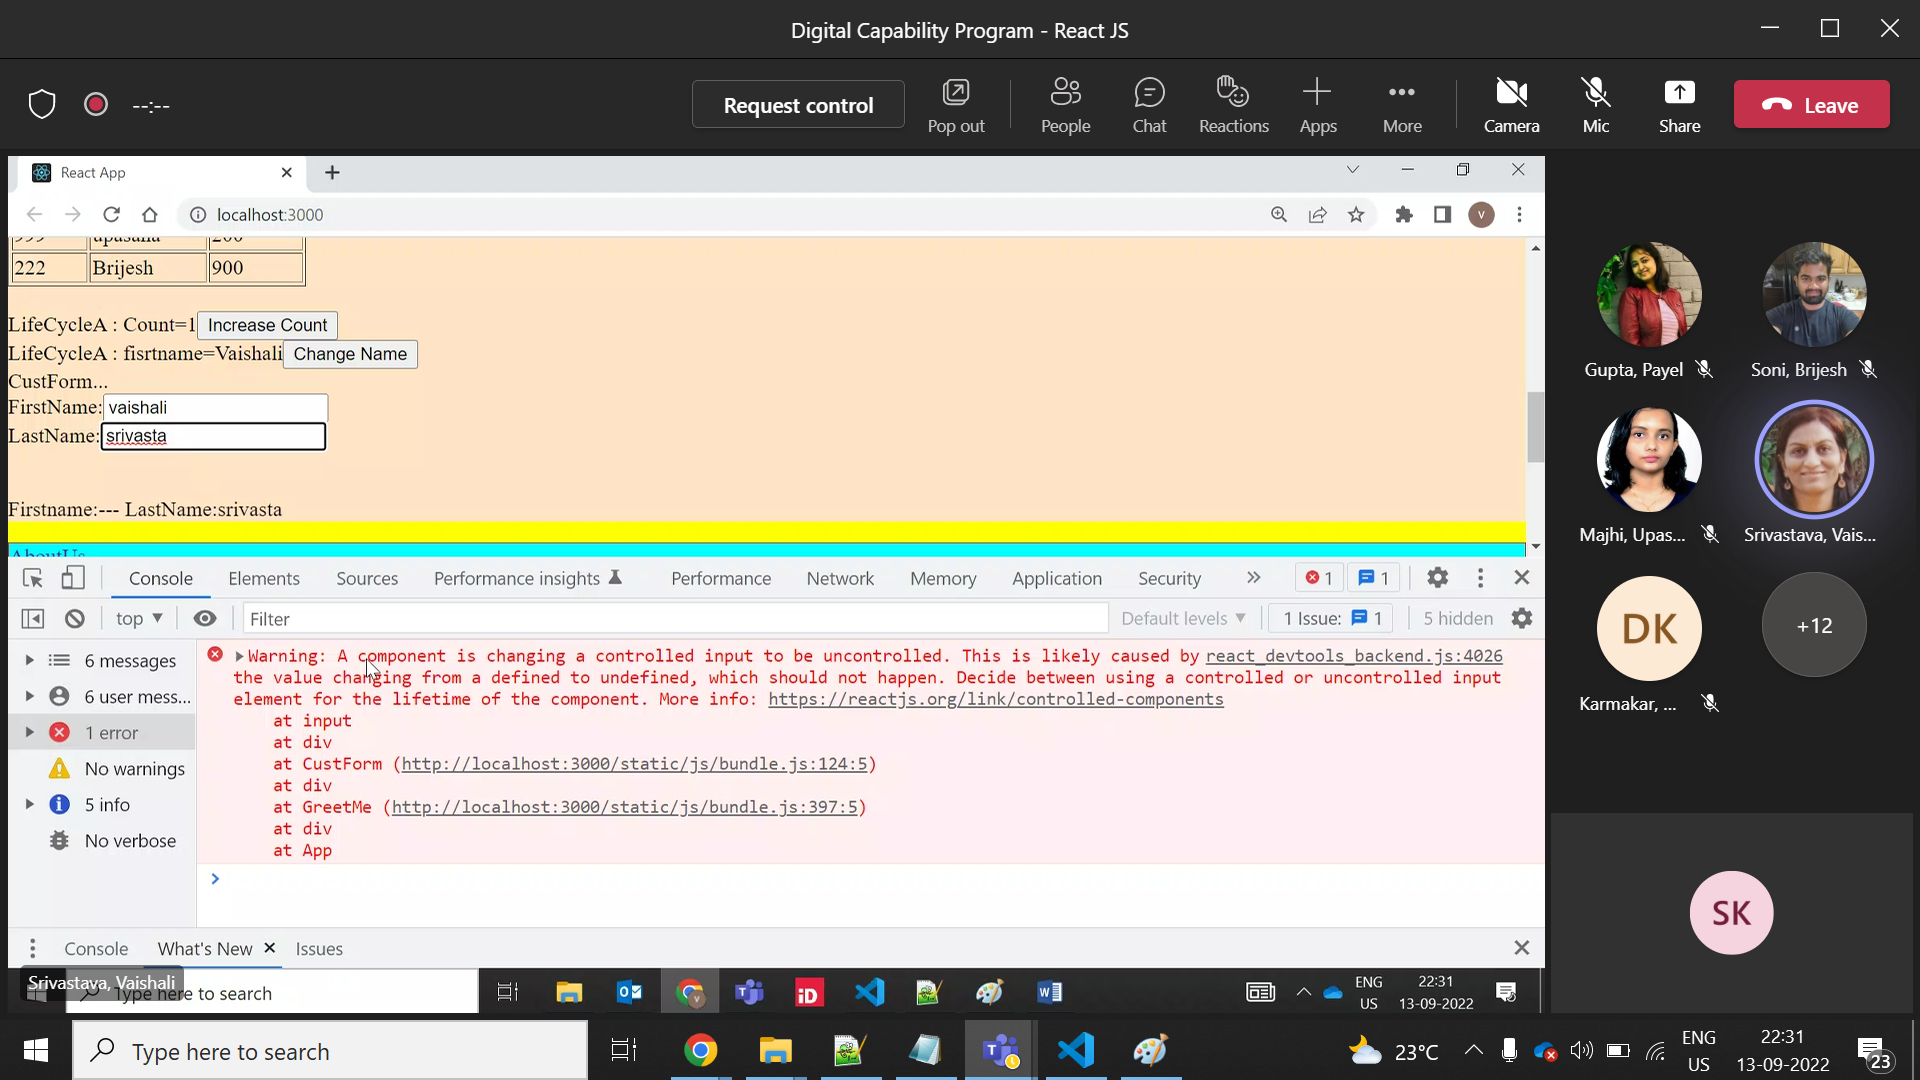 Digital Capability Program - React JS
--:--
Request control
Pop out
People
Chat
Reactions
Apps
More
Camera
Mic
Share
Leave
React App
localhost:3000
V
222 Brijesh 900
LifeCycleA : Count=1 Increase Count
LifeCycleA : fisrtname=Vaishali Change Name
CustForm...
FirstName: vaishali
LastName: srivasta
Firstname:--- LastName:srivasta
AboutUs
Console Elements Sources Performance insights Performance Network Memory Application Security » 1 1
top ▼ Filter Default levels ▼ 1 Issue: 1 5 hidden
6 messages
6 user mess...
1 error
No warnings
5 info
No verbose
Warning: A component is changing a controlled input to be uncontrolled. This is likely caused by react_devtools_backend.js:4026
the value changing from a defined to undefined, which should not happen. Decide between using a controlled or uncontrolled input
element for the lifetime of the component. More info: https://reactjs.org/link/controlled-components
at input
at div
at CustForm (http://localhost:3000/static/js/bundle.js:124:5)
at div
at GreetMe (http://localhost:3000/static/js/bundle.js:397:5)
at div
at App
Console What's New Issues
Srivastava, Vaishali
Type here to search
iD
ENG
US
22:31
13-09-2022
Gupta, Payel
Soni, Brijesh
Majhi, Upas...
Srivastava, Vais...
DK
+12
Karmakar, ...
SK
Type here to search
23°C
ENG
US
22:31
13-09-2022
23